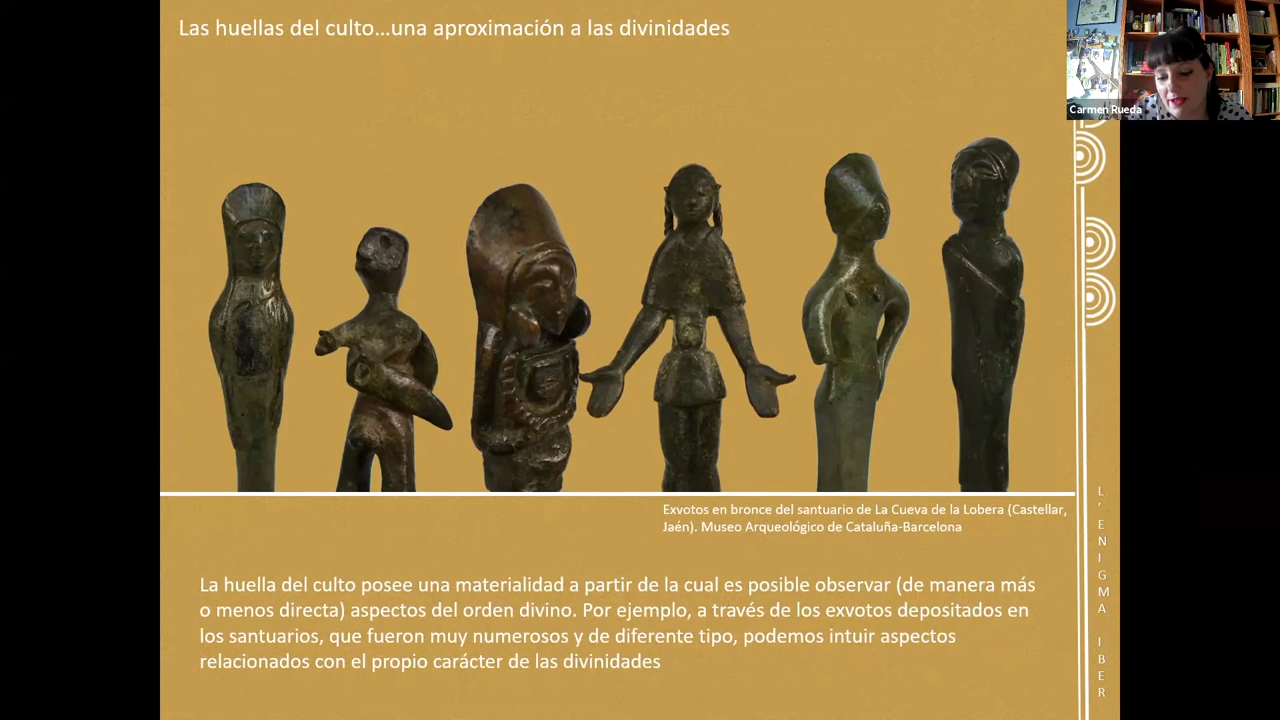 Las huellas del culto...una aproximación a las divinidades
Carmen Rueda
Exvotos en bronce del santuario de La Cueva de la Lobera (Castellar,
Jaén). Museo Arqueológico de Cataluña-Barcelona
La huella del culto posee una materialidad a partir de la cual es posible observar (de manera más
o menos directa) aspectos del orden divino. Por ejemplo, a través de los exvotos depositados en
los santuarios, que fueron muy numerosos y de diferente tipo, podemos intuir aspectos
relacionados con el propio carácter de las divinidades
L'ENIGMA IBER